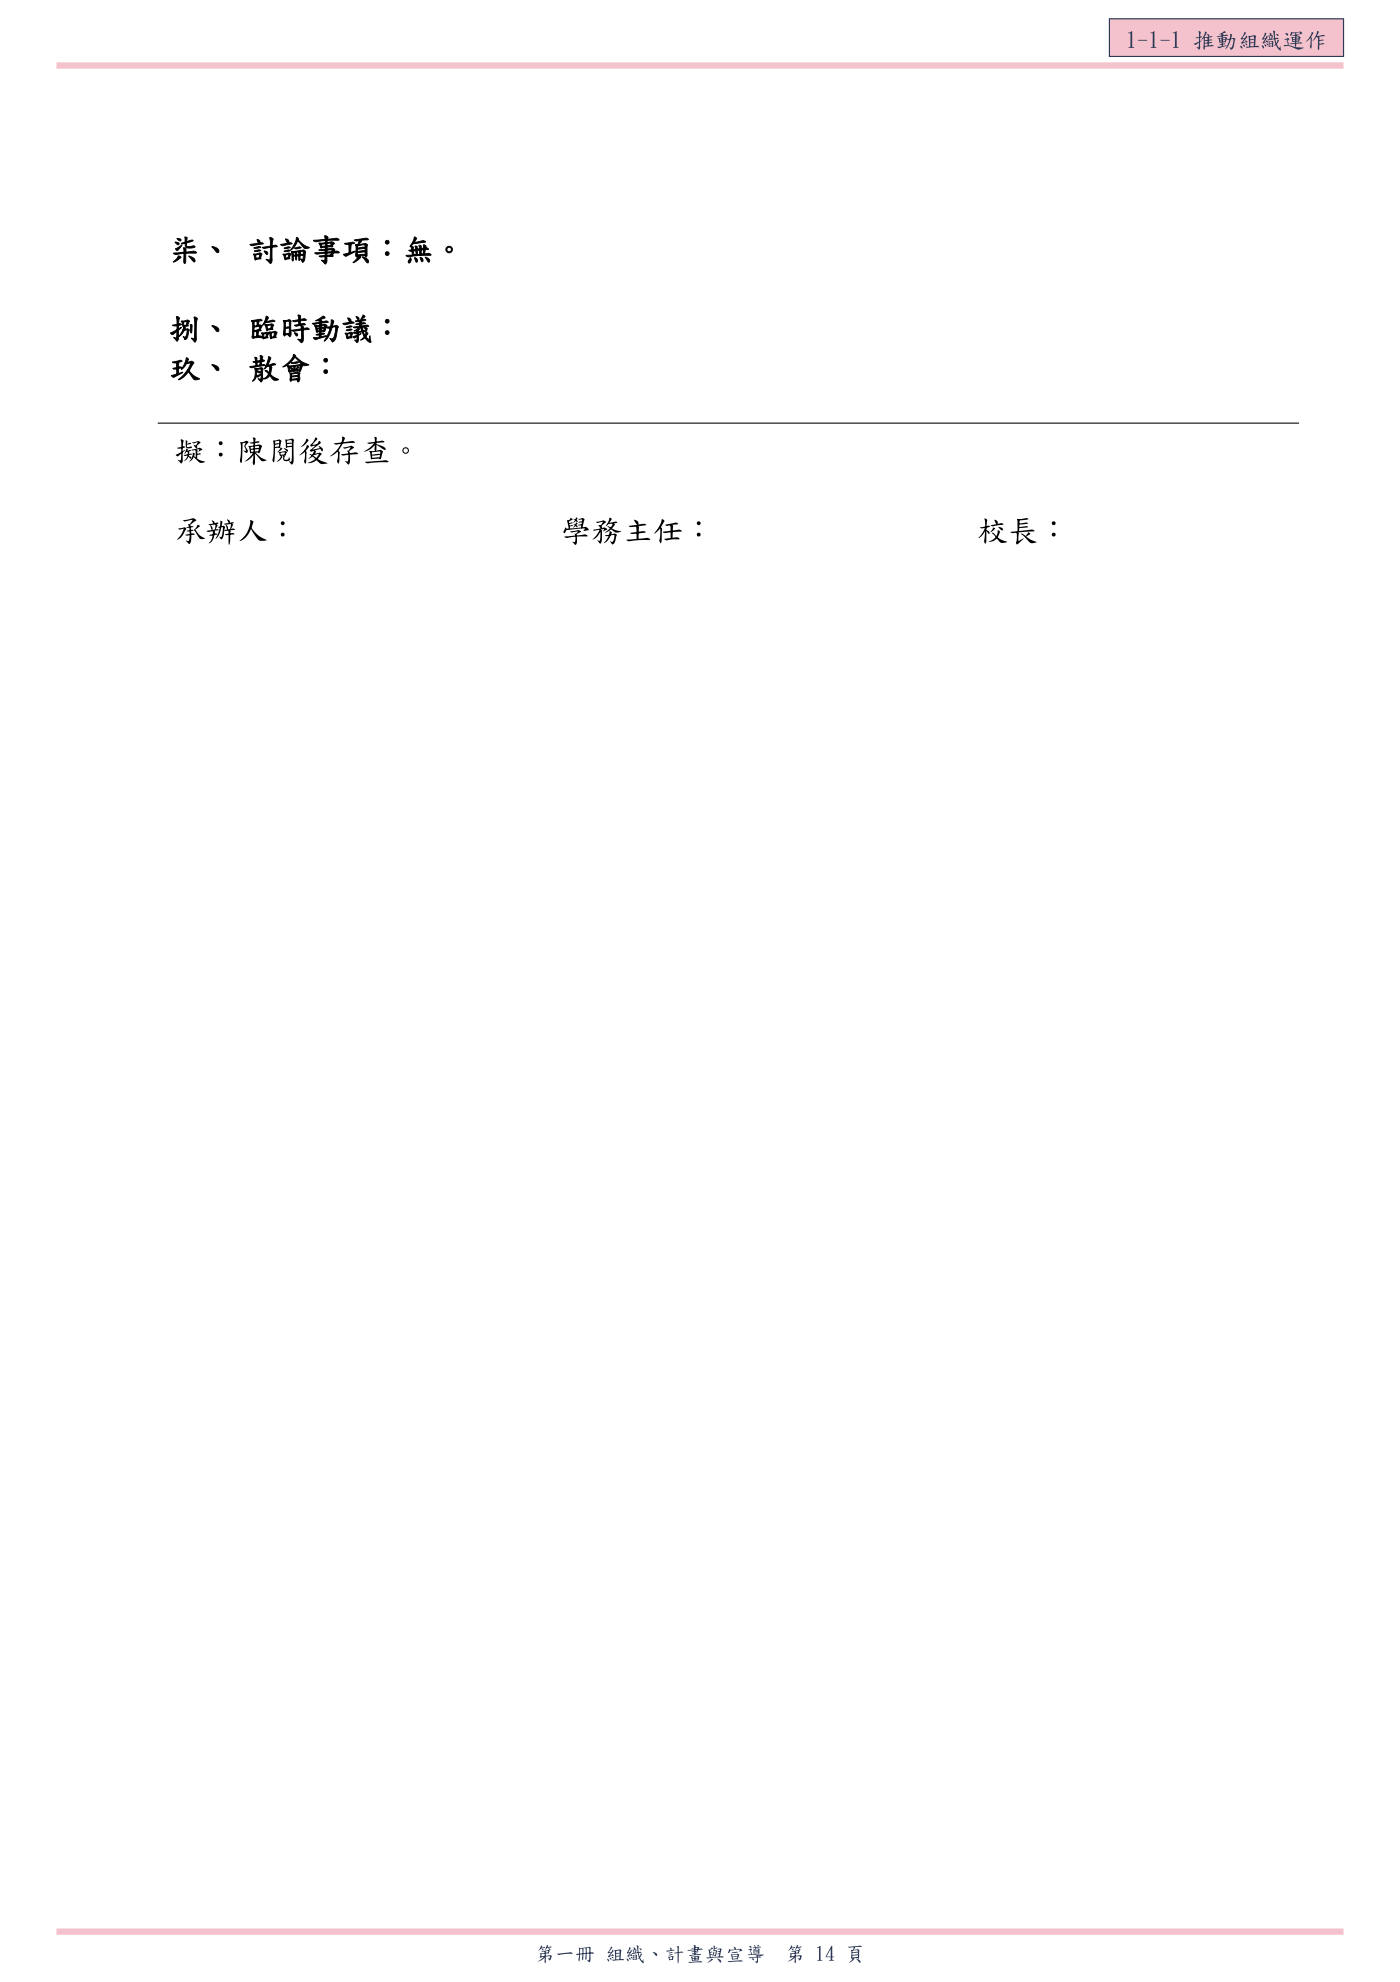 1-1-1 推動組織運作
柒、 討論事項：無。
捌、 臨時動議：
玖、 散會：
擬：陳閱後存查。
承辦人： 學務主任： 校長：
第一冊 組織、計畫與宣導 第 14 頁